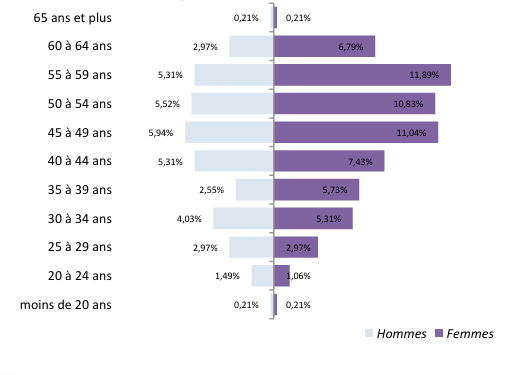 65 ans et plus 0,21% 0,21%
60 à 64 ans 2,97% 6,79%
55 à 59 ans 5,31% 11,89%
50 à 54 ans 5,52% 10,83%
45 à 49 ans 5,94% 11,04%
40 à 44 ans 5,31% 7,43%
35 à 39 ans 2,55% 5,73%
30 à 34 ans 4,03% 5,31%
25 à 29 ans 2,97% 2,97%
20 à 24 ans 1,49% 1,06%
moins de 20 ans 0,21% 0,21%
Hommes Femmes